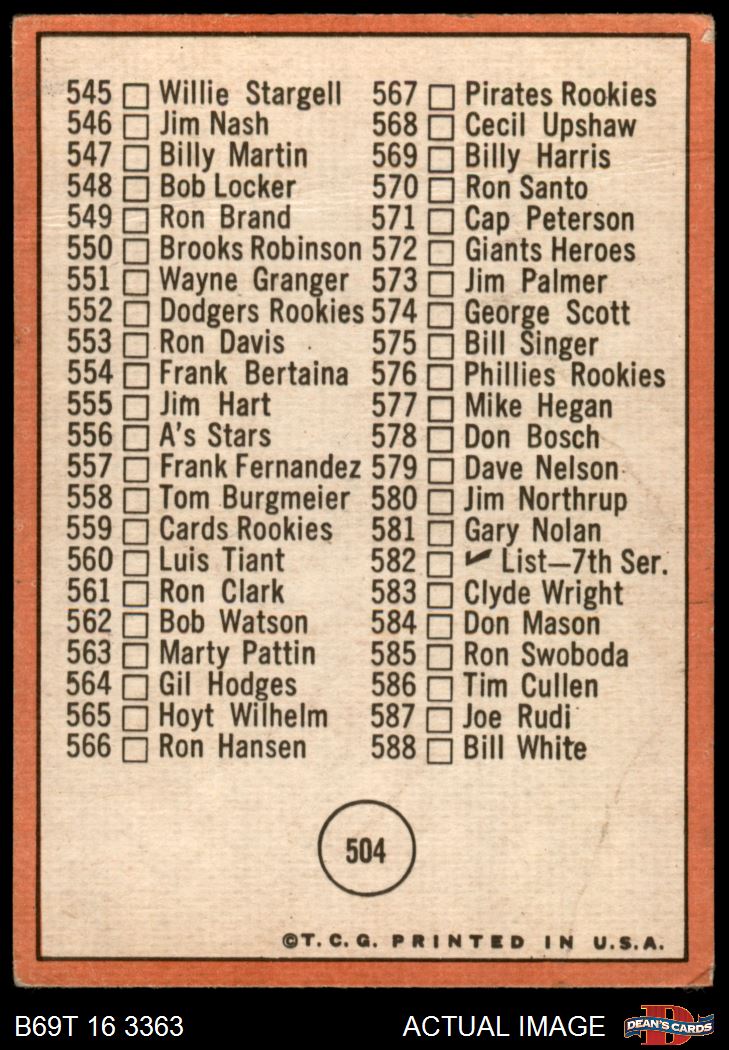 545 Willie Stargell
546 Jim Nash
547 Billy Martin
548 Bob Locker
549 Ron Brand
550 Brooks Robinson
551 Wayne Granger
552 Dodgers Rookies
553 Ron Davis
554 Frank Bertaina
555 Jim Hart
556 A's Stars
557 Frank Fernandez
558 Tom Burgmeier
559 Cards Rookies
560 Luis Tiant
561 Ron Clark
562 Bob Watson
563 Marty Pattin
564 Gil Hodges
565 Hoyt Wilhelm
566 Ron Hansen
567 Pirates Rookies
568 Cecil Upshaw
569 Billy Harris
570 Ron Santo
571 Cap Peterson
572 Giants Heroes
573 Jim Palmer
574 George Scott
575 Bill Singer
576 Phillies Rookies
577 Mike Hegan
578 Don Bosch
579 Dave Nelson
580 Jim Northrup
581 Gary Nolan
582 ✓ List—7th Ser.
583 Clyde Wright
584 Don Mason
585 Ron Swoboda
586 Tim Cullen
587 Joe Rudi
588 Bill White
504
©T. C. G. PRINTED IN U.S.A.
B69T 16 3363 ACTUAL IMAGE
D
DEAN'S CARDS